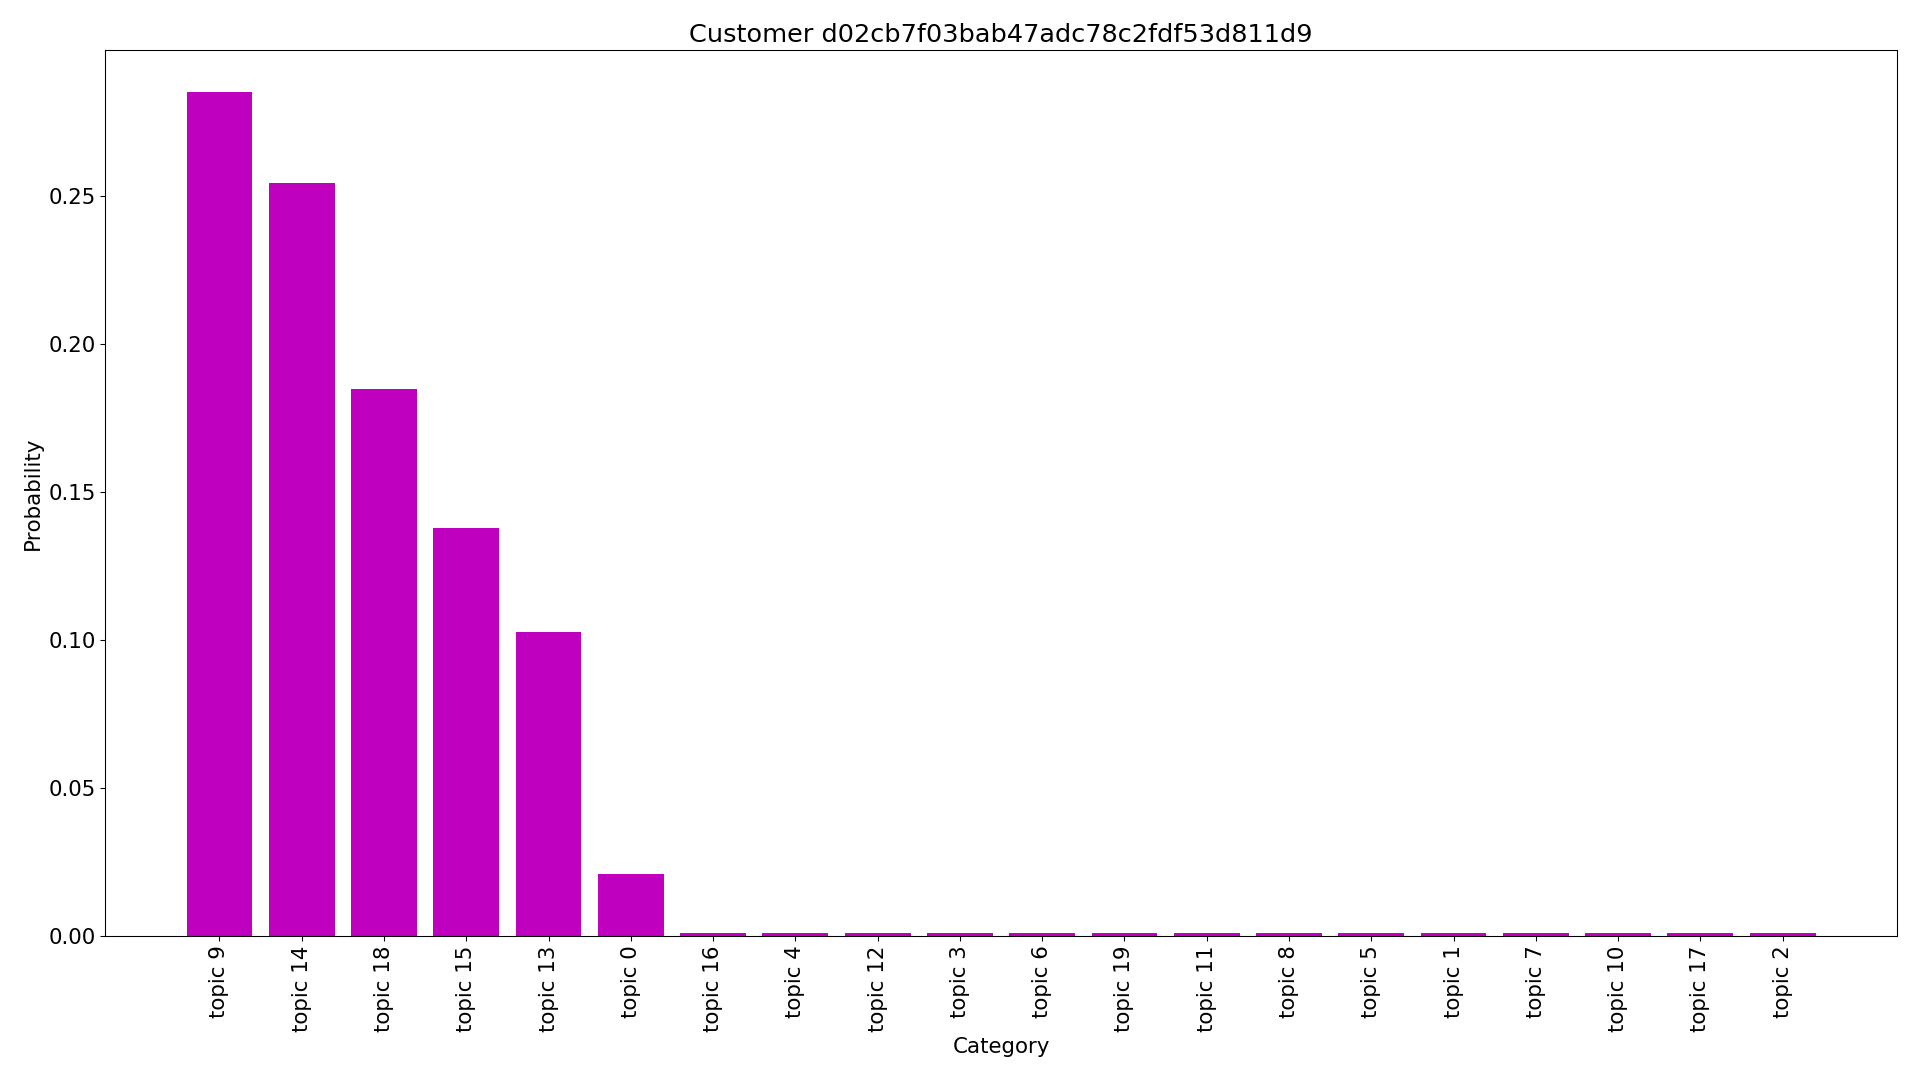 Customer d02cb7f03bab47adc78c2fdf53d811d9
Probability
0.25
0.20
0.15
0.10
0.05
0.00
topic 9
topic 14
topic 18
topic 15
topic 13
topic 0
topic 16
topic 4
topic 12
topic 3
topic 6
topic 19
topic 11
topic 8
topic 5
topic 1
topic 7
topic 10
topic 17
topic 2
Category